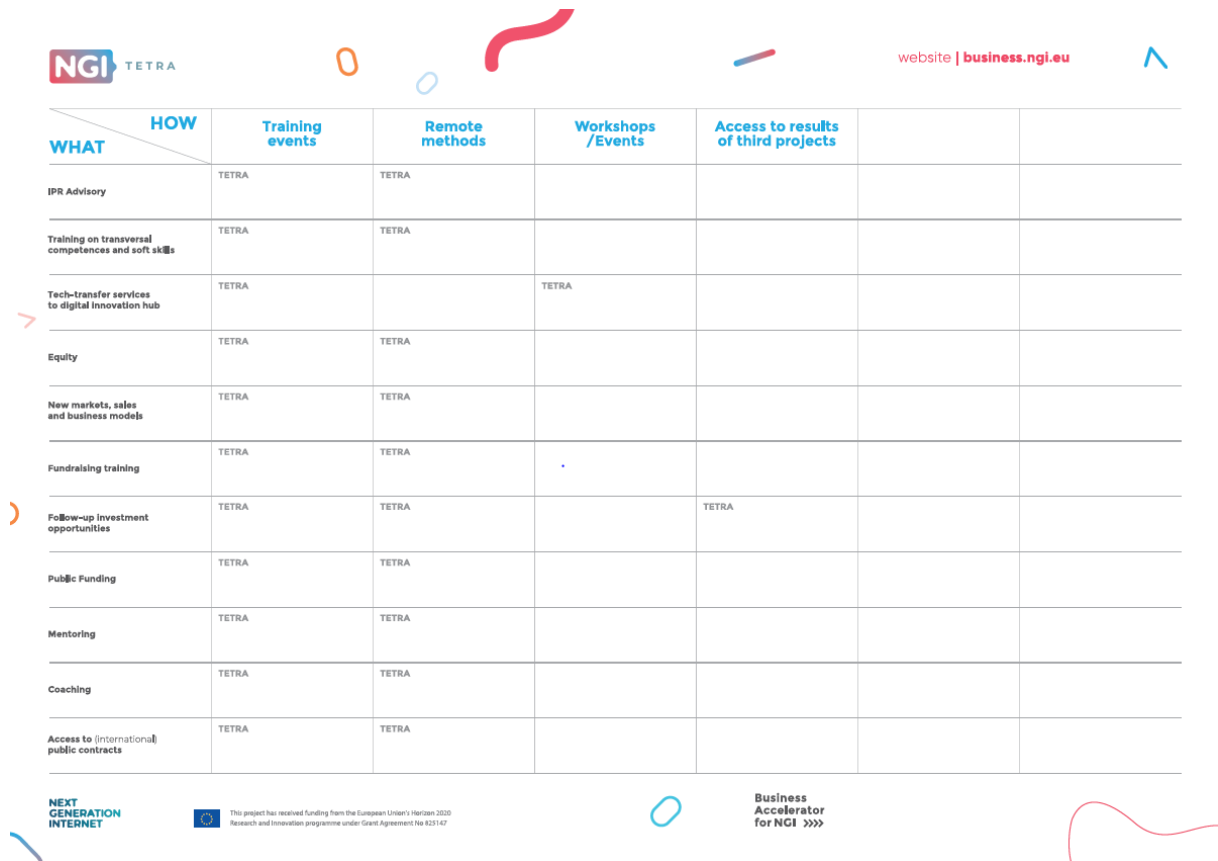 NGI TETRA
website | business.ngi.eu
HOW
WHAT
Training
events
Remote
methods
Workshops
/Events
Access to results
of third projects
IPR Advisory
TETRA
TETRA
Training on transversal
competences and soft skills
TETRA
TETRA
Tech-transfer services
to digital innovation hub
TETRA
TETRA
Equity
TETRA
TETRA
New markets, sales
and business models
TETRA
TETRA
Fundraising training
TETRA
TETRA
Follow-up investment
opportunities
TETRA
TETRA
TETRA
Public Funding
TETRA
TETRA
Mentoring
TETRA
TETRA
Coaching
TETRA
TETRA
Access to (international)
public contracts
TETRA
TETRA
NEXT
GENERATION
INTERNET
This project has received funding from the European Union's Horizon 2020
Research and Innovation programme under Grant Agreement No 825147
Business
Accelerator
for NGI >>>>